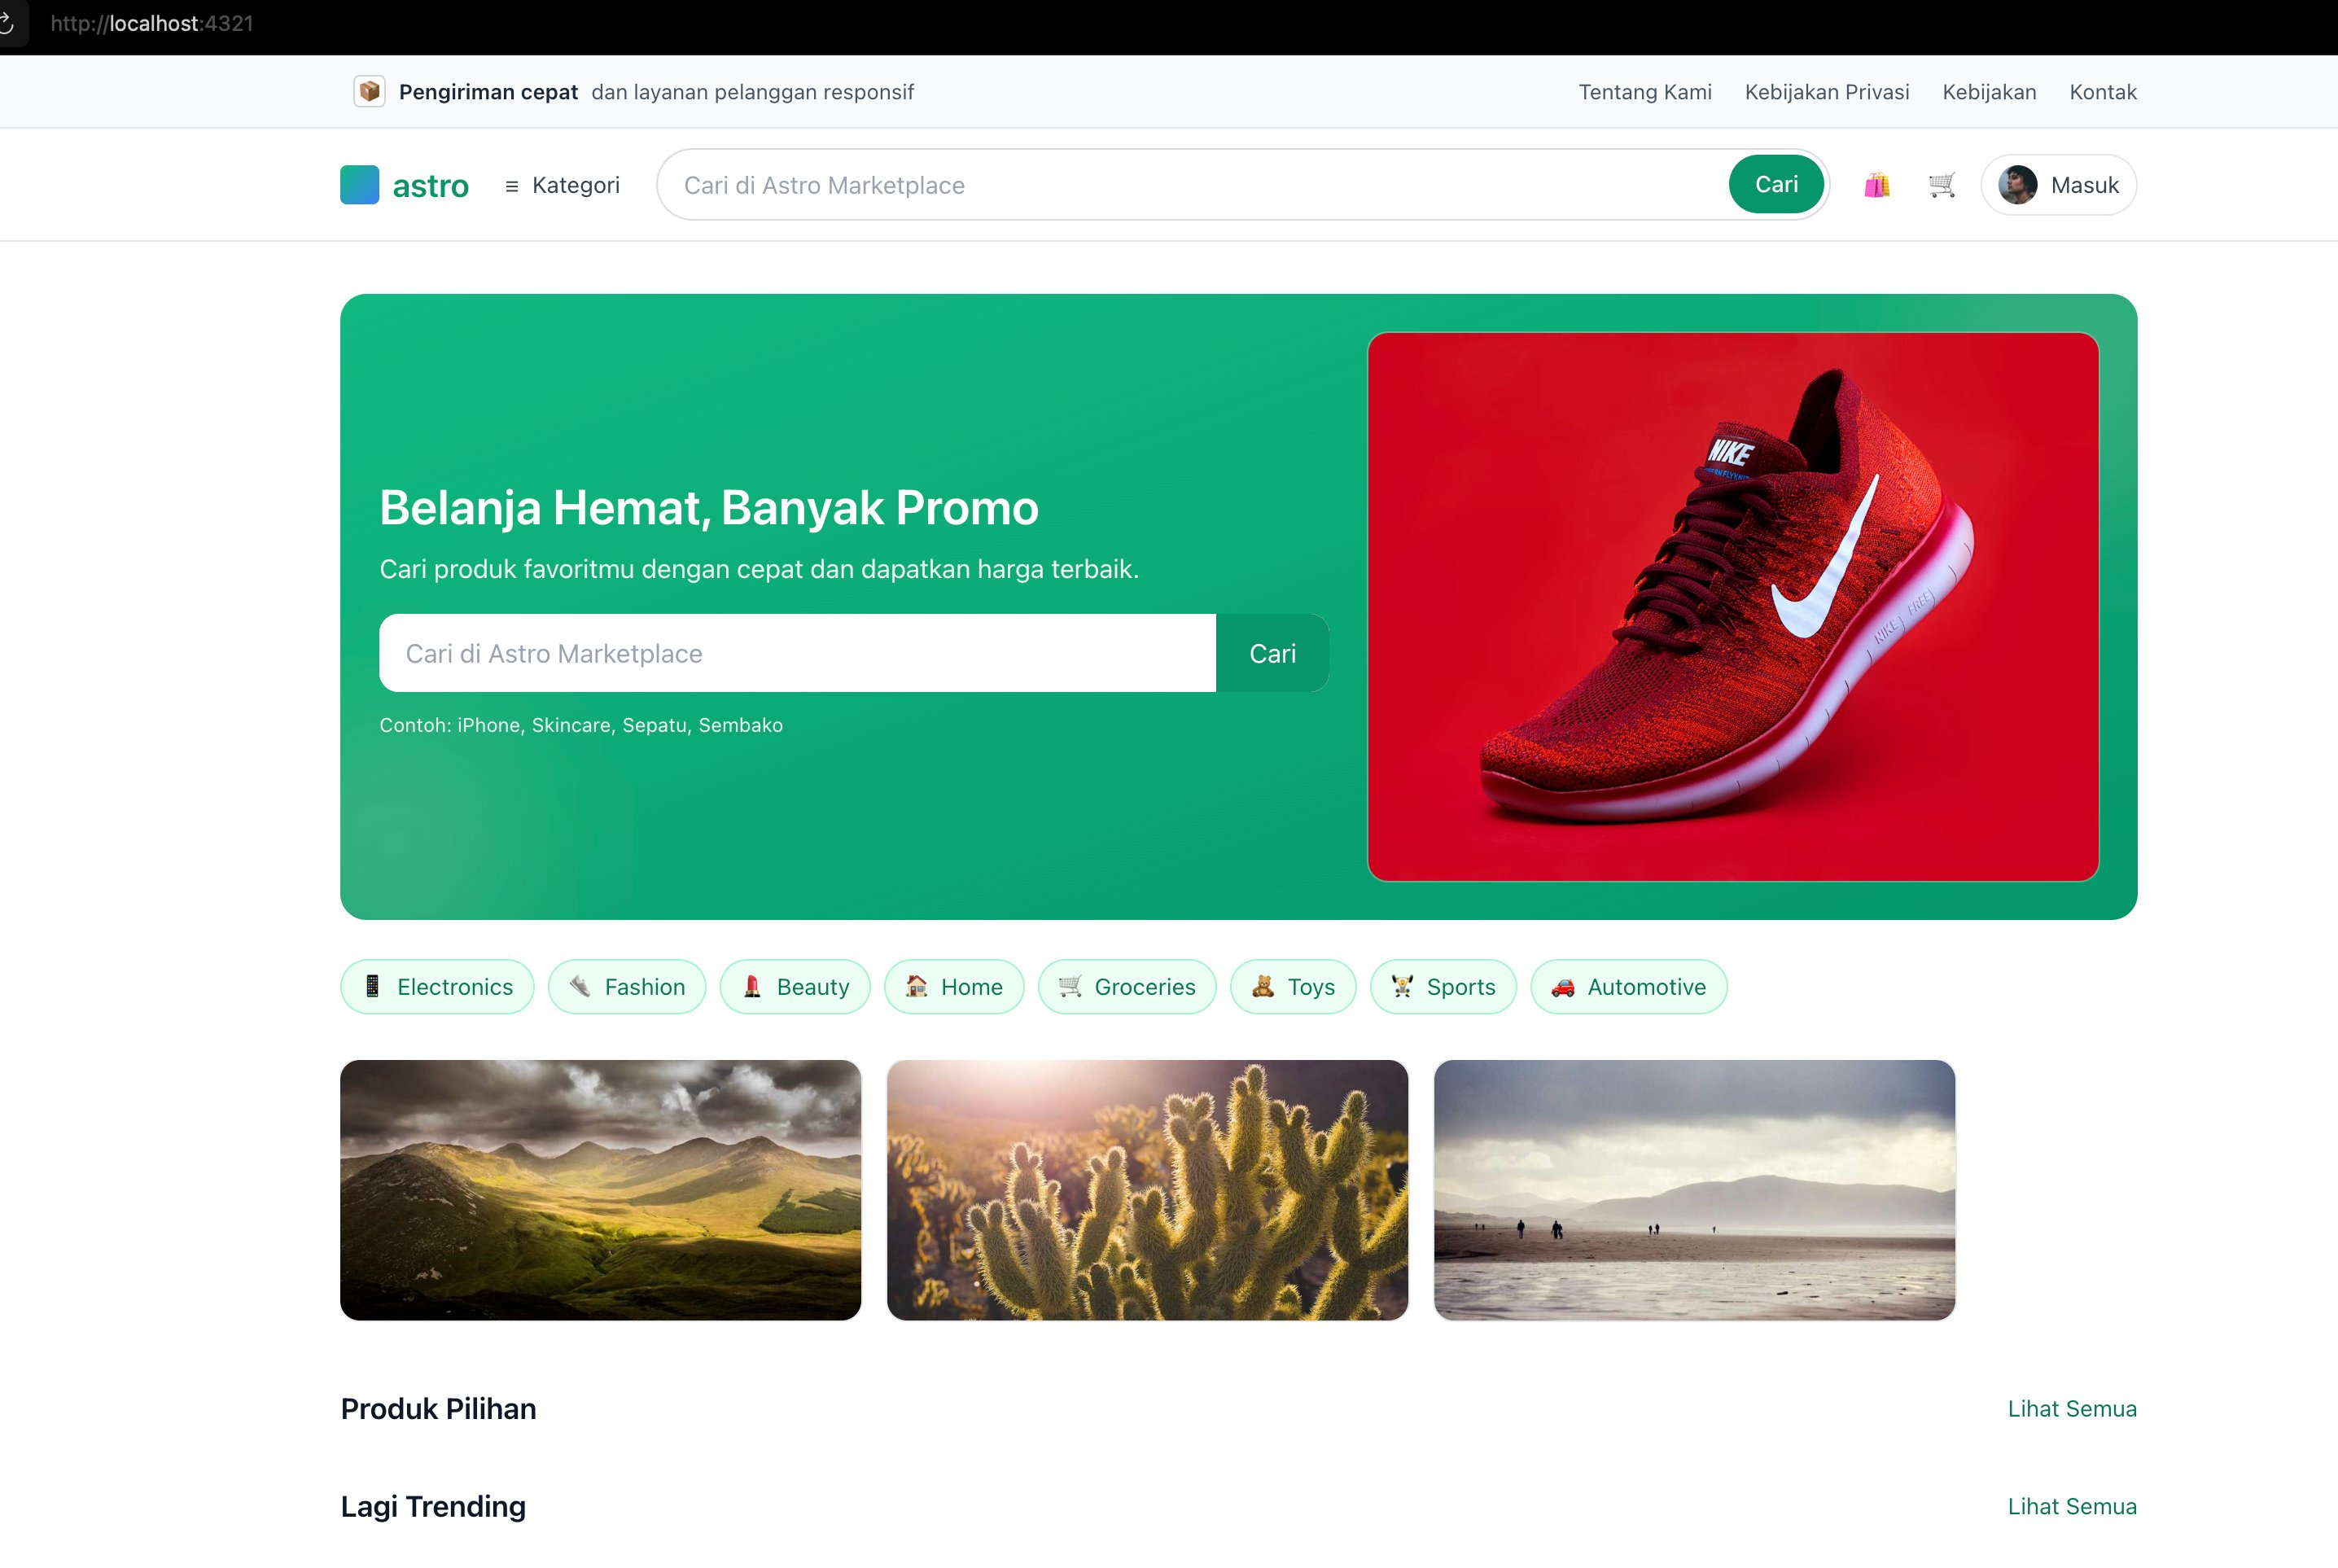 http://localhost:4321
Pengiriman cepat dan layanan pelanggan responsif
Tentang Kami Kebijakan Privasi Kebijakan Kontak
astro
≡ Kategori
Cari di Astro Marketplace
Cari
Masuk
Belanja Hemat, Banyak Promo
Cari produk favoritmu dengan cepat dan dapatkan harga terbaik.
Cari di Astro Marketplace
Cari
Contoh: iPhone, Skincare, Sepatu, Sembako
NIKE
NIKE FREE
Electronics Fashion Beauty Home Groceries Toys Sports Automotive
Produk Pilihan
Lihat Semua
Lagi Trending
Lihat Semua